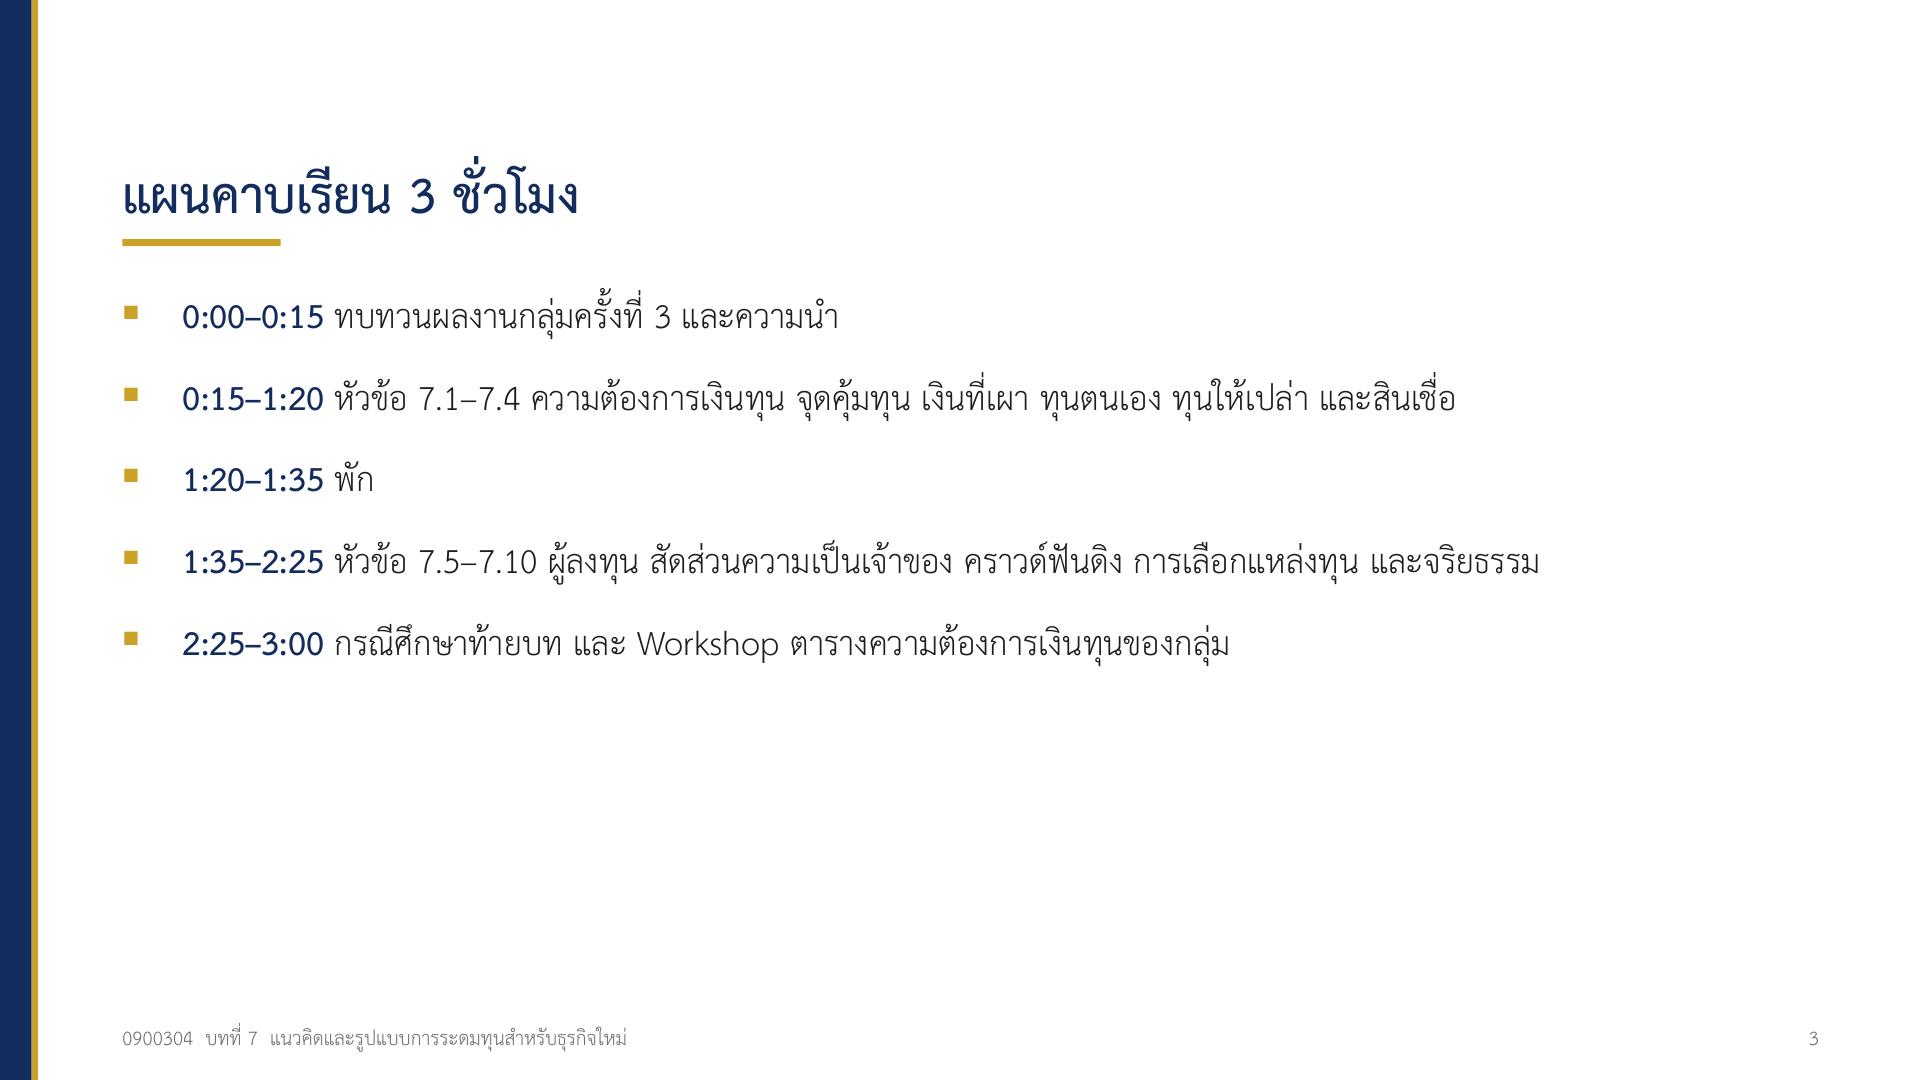 แผนคาบเรียน 3 ชั่วโมง
0:00–0:15 ทบทวนผลงานกลุ่มครั้งที่ 3 และความนำ
0:15–1:20 หัวข้อ 7.1–7.4 ความต้องการเงินทุน จุดคุ้มทุน เงินที่เผา ทุนตนเอง ทุนให้เปล่า และสินเชื่อ
1:20–1:35 พัก
1:35–2:25 หัวข้อ 7.5–7.10 ผู้ลงทุน สัดส่วนความเป็นเจ้าของ คราวด์ฟันดิง การเลือกแหล่งทุน และจริยธรรม
2:25–3:00 กรณีศึกษาท้ายบท และ Workshop ตารางความต้องการเงินทุนของกลุ่ม
0900304 บทที่ 7 แนวคิดและรูปแบบการระดมทุนสำหรับธุรกิจใหม่
3